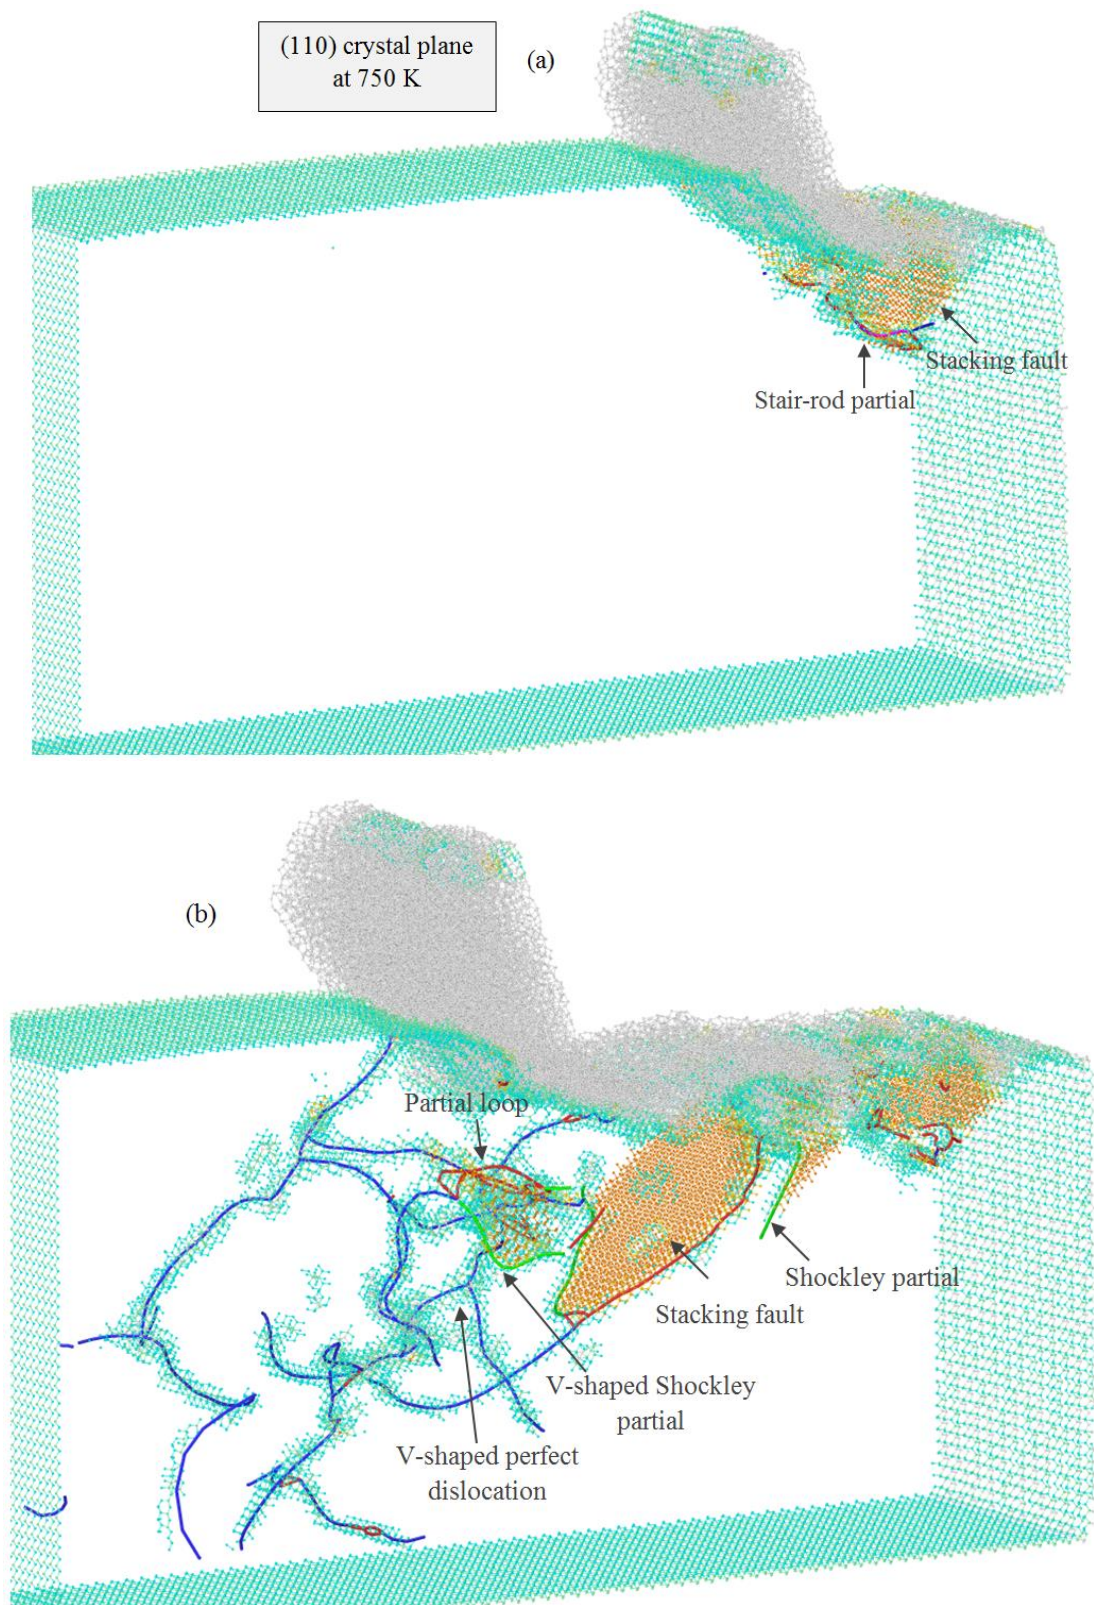 (110) crystal plane
at 750 K
(a)
Stacking fault
Stair-rod partial
(b)
Partial loop
Shockley partial
Stacking fault
V-shaped Shockley
partial
V-shaped perfect
dislocation